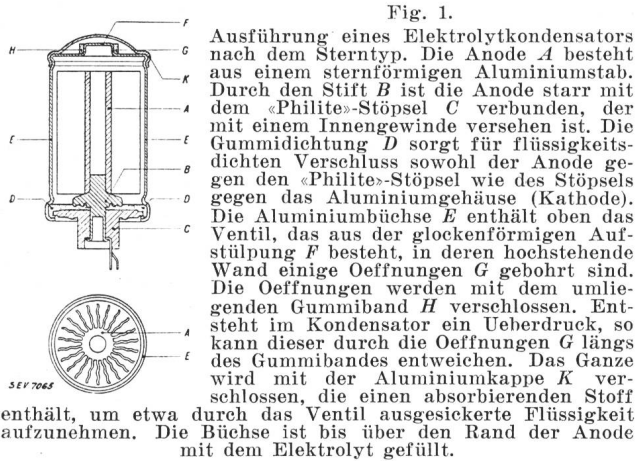 Fig. 1.
Ausführung eines Elektrolytkondensators
nach dem Sterntyp. Die Anode A besteht
aus einem sternförmigen Aluminiumstab.
Durch den Stift B ist die Anode starr mit
dem «Philite»-Stöpsel C verbunden, der
mit einem Innengewinde versehen ist. Die
Gummidichtung D sorgt für flüssigkeits-
dichten Verschluss sowohl der Anode ge-
gen den «Philite»-Stöpsel wie des Stöpsels
gegen das Aluminiumgehäuse (Kathode).
Die Aluminiumbüchse E enthält oben das
Ventil, das aus der glockenförmigen Auf-
stülpung F besteht, in deren hochstehende
Wand einige Oeffnungen G gebohrt sind.
Die Oeffnungen werden mit dem umlie-
genden Gummiband H verschlossen. Ent-
steht im Kondensator ein Ueberdruck, so
kann dieser durch die Oeffnungen G längs
des Gummibandes entweichen. Das Ganze
wird mit der Aluminiumkappe K ver-
schlossen, die einen absorbierenden Stoff
enthält, um etwa durch das Ventil ausgesickerte Flüssigkeit
aufzunehmen. Die Büchse ist bis über den Rand der Anode
mit dem Elektrolyt gefüllt.
F
H
G
K
A
E
E
B
D
D
C
A
E
SEV 7065